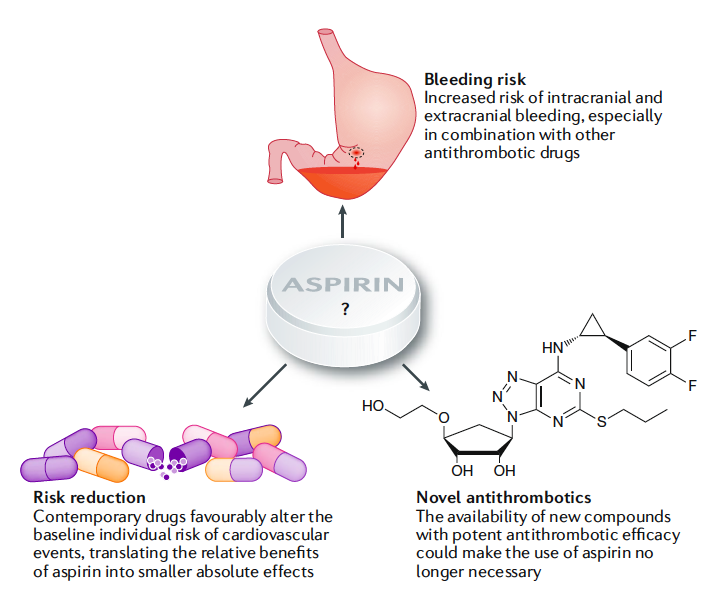 Bleeding risk
Increased risk of intracranial and
extracranial bleeding, especially
in combination with other
antithrombotic drugs
ASPIRIN
?
HN
F
F
N
N
N
N
N
S
HO
O
OH
OH
Risk reduction
Contemporary drugs favourably alter the
baseline individual risk of cardiovascular
events, translating the relative benefits
of aspirin into smaller absolute effects
Novel antithrombotics
The availability of new compounds
with potent antithrombotic efficacy
could make the use of aspirin no
longer necessary